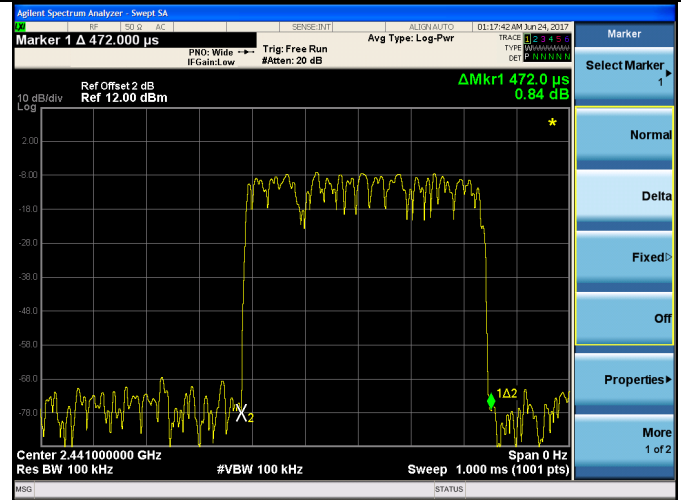 Agilent Spectrum Analyzer - Swept SA
LXI RF 50 Ω AC SENSE:INT ALIGN AUTO 01:17:42 AM Jun 24, 2017
Marker 1 Δ 472.000 µs
PNO: Wide
IFGain:Low
Trig: Free Run
#Atten: 20 dB
Avg Type: Log-Pwr
TRACE 1 2 3 4 5 6
TYPE WWWWWW
DET P N N N N N
ΔMkr1 472.0 µs
0.84 dB
Ref Offset 2 dB
10 dB/div Ref 12.00 dBm
Log
2.00
-8.00
-18.0
-28.0
-38.0
-48.0
-58.0
-68.0
-78.0
X2
1Δ2
*
Center 2.441000000 GHz Span 0 Hz
Res BW 100 kHz #VBW 100 kHz Sweep 1.000 ms (1001 pts)
MSG STATUS
Marker
Select Marker
1
Normal
Delta
Fixed
Off
Properties
More
1 of 2